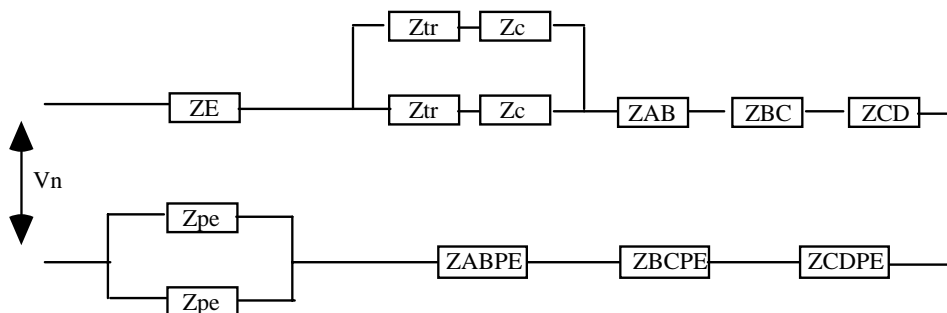 Ztr Zc
ZE Ztr Zc ZAB ZBC ZCD
Vn
Zpe
ZABPE ZBCPE ZCDPE
Zpe